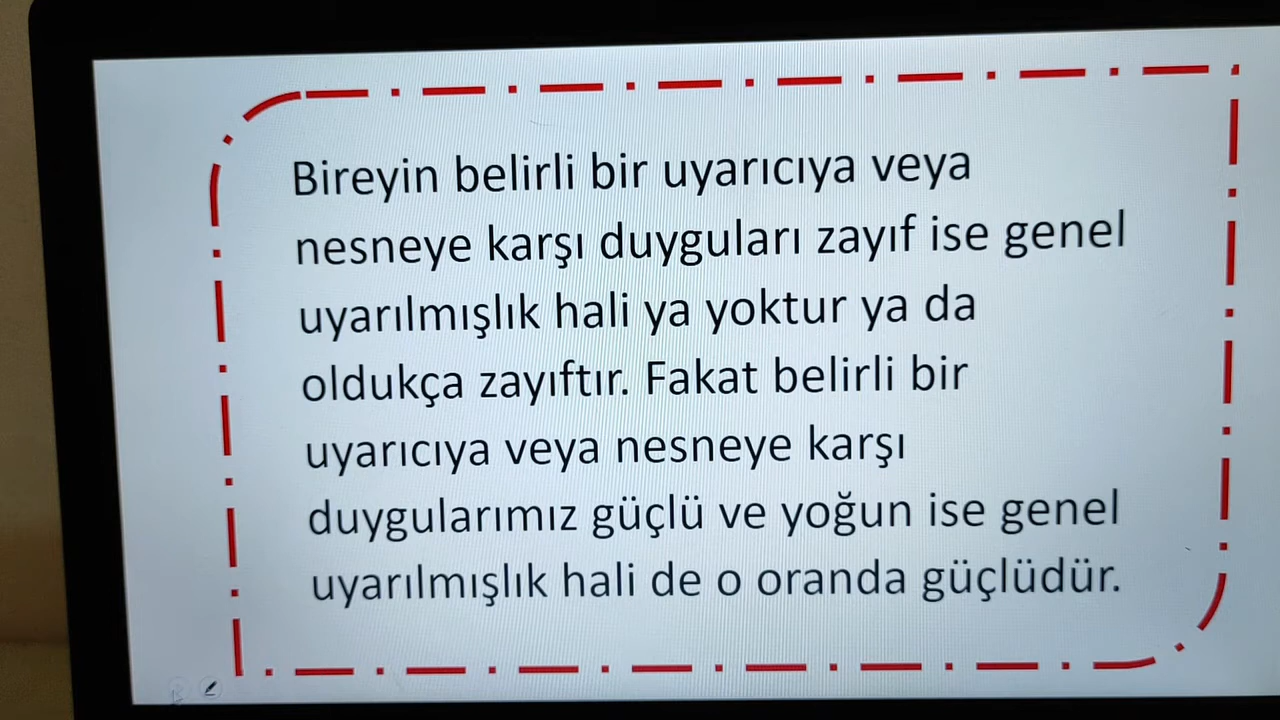 Bireyin belirli bir uyarıcıya veya
nesneye karşı duyguları zayıf ise genel
uyarılmışlık hali ya yoktur ya da
oldukça zayıftır. Fakat belirli bir
uyarıcıya veya nesneye karşı
duygularımız güçlü ve yoğun ise genel
uyarılmışlık hali de o oranda güçlüdür.